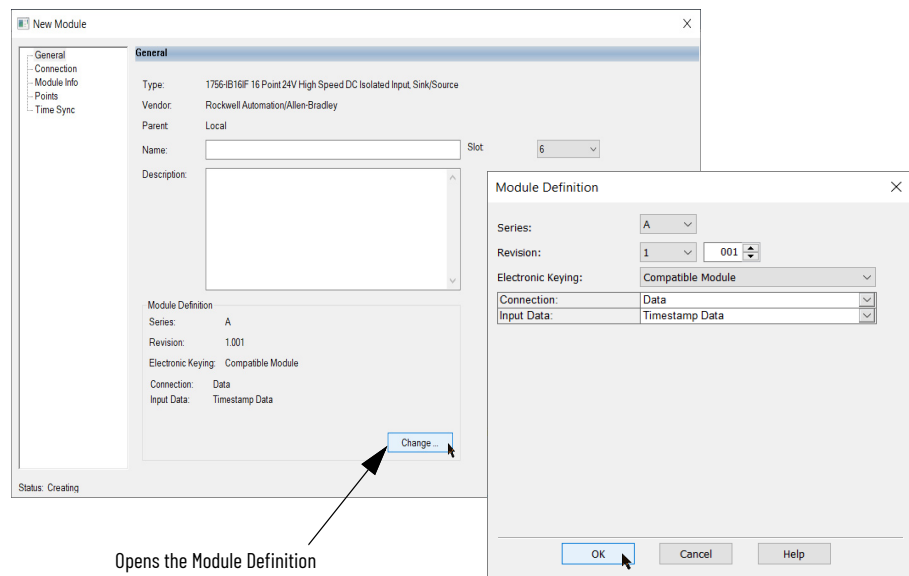 New Module
General
Connection
Module Info
Points
Time Sync
General
Type: 1756-IB16IF 16 Point 24V High Speed DC Isolated Input, Sink/Source
Vendor: Rockwell Automation/Allen-Bradley
Parent: Local
Name: Slot: 6
Description:
Module Definition
Series: A
Revision: 1.001
Electronic Keying: Compatible Module
Connection: Data
Input Data: Timestamp Data
Change ...
Status: Creating
Opens the Module Definition
Module Definition
Series: A
Revision: 1 001
Electronic Keying: Compatible Module
Connection: Data
Input Data: Timestamp Data
OK Cancel Help